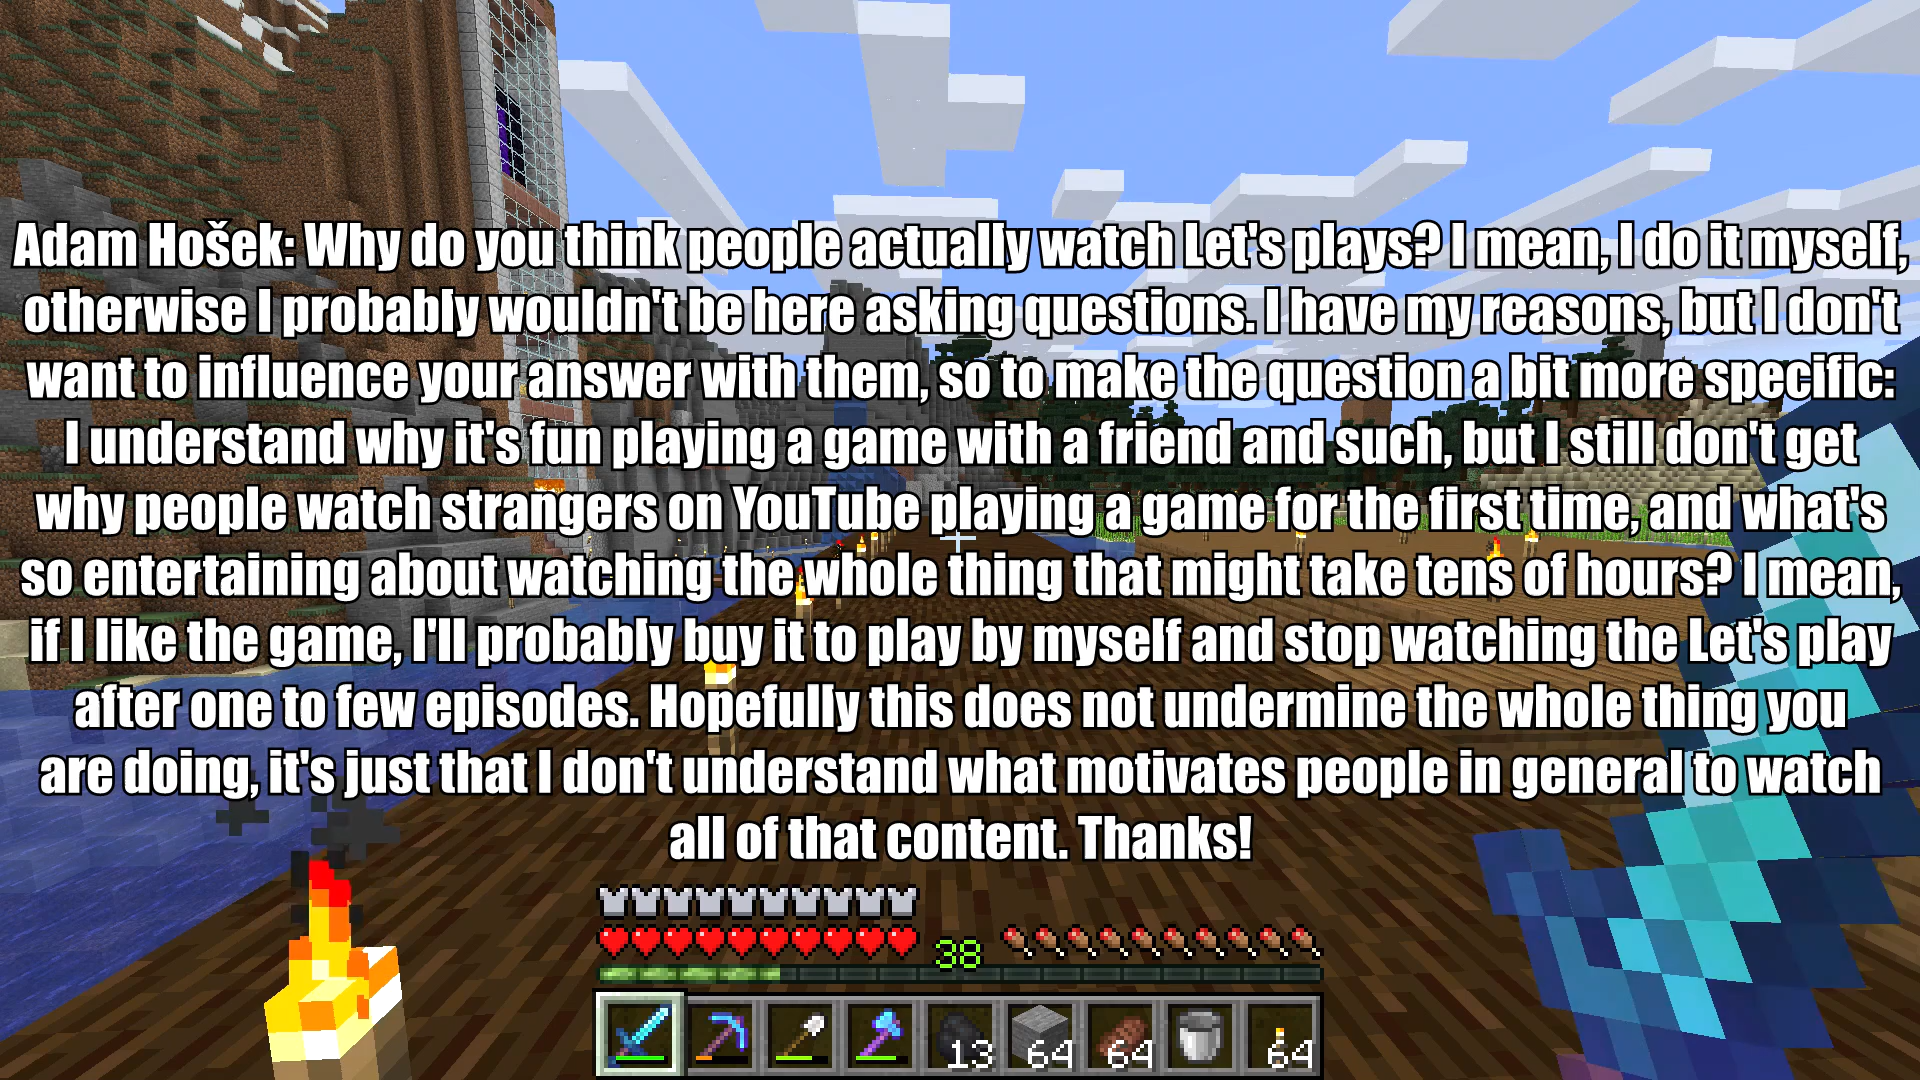 Adam Hošek: Why do you think people actually watch Let's plays? I mean, I do it myself,
otherwise I probably wouldn't be here asking questions. I have my reasons, but I don't
want to influence your answer with them, so to make the question a bit more specific:
I understand why it's fun playing a game with a friend and such, but I still don't get
why people watch strangers on YouTube playing a game for the first time, and what's
so entertaining about watching the whole thing that might take tens of hours? I mean,
if I like the game, I'll probably buy it to play by myself and stop watching the Let's play
after one to few episodes. Hopefully this does not undermine the whole thing you
are doing, it's just that I don't understand what motivates people in general to watch
all of that content. Thanks!
38
13 64 64 64